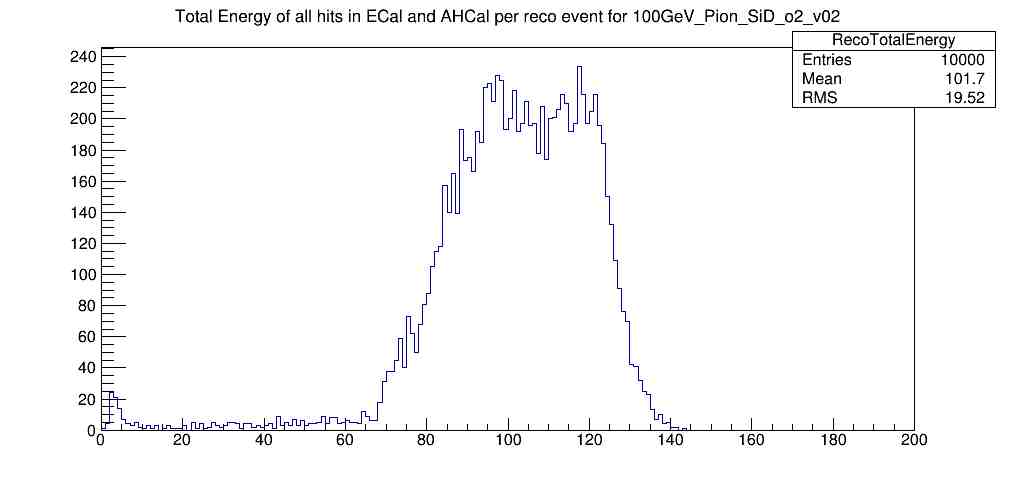 Total Energy of all hits in ECal and AHCal per reco event for 100GeV_Pion_SiD_o2_v02
RecoTotalEnergy
Entries 10000
Mean 101.7
RMS 19.52
240
220
200
180
160
140
120
100
80
60
40
20
0
0 20 40 60 80 100 120 140 160 180 200